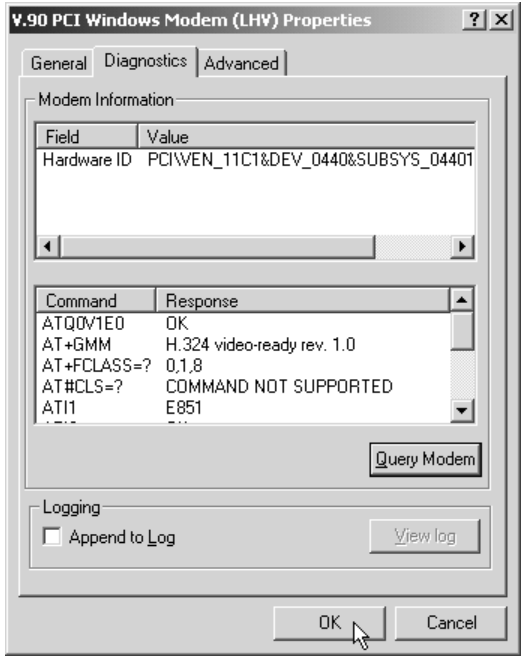 V.90 PCI Windows Modem (LHV) Properties
General Diagnostics Advanced
Modem Information
Field Value
Hardware ID PCI\VEN_11C1&DEV_0440&SUBSYS_04401
Command Response
ATQ0V1E0 OK
AT+GMM H.324 video-ready rev. 1.0
AT+FCLASS=? 0,1,8
AT#CLS=? COMMAND NOT SUPPORTED
ATI1 E851
Query Modem
Logging
Append to Log View log
OK Cancel